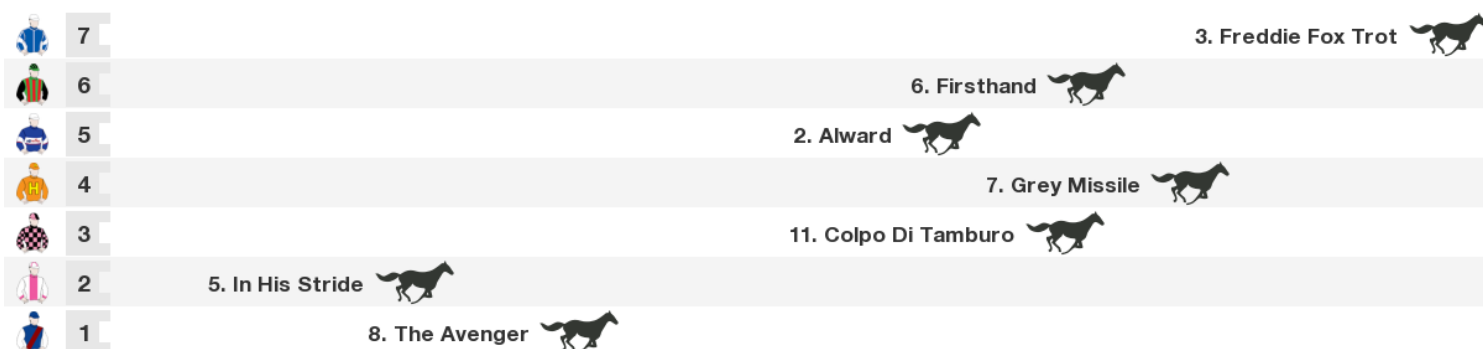 7 3. Freddie Fox Trot
6 6. Firsthand
5 2. Alward
4 7. Grey Missile
H
3 11. Colpo Di Tamburo
2 5. In His Stride
1 8. The Avenger